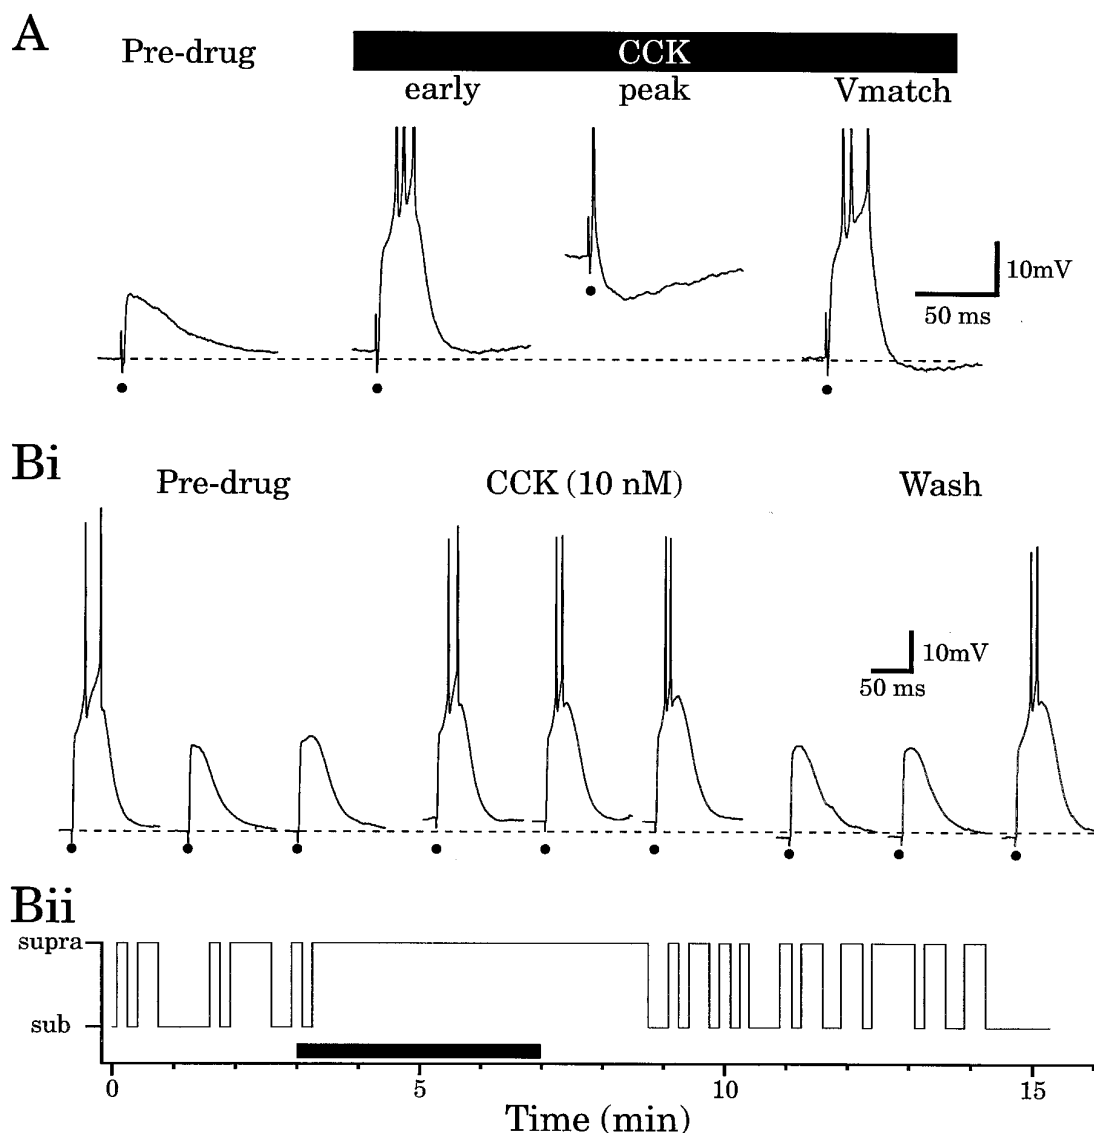 A
Pre-drug
CCK
early
peak
Vmatch
10mV
50 ms
Bi
Pre-drug
CCK (10 nM)
Wash
10mV
50 ms
Bii
supra
sub
0
5
10
15
Time (min)